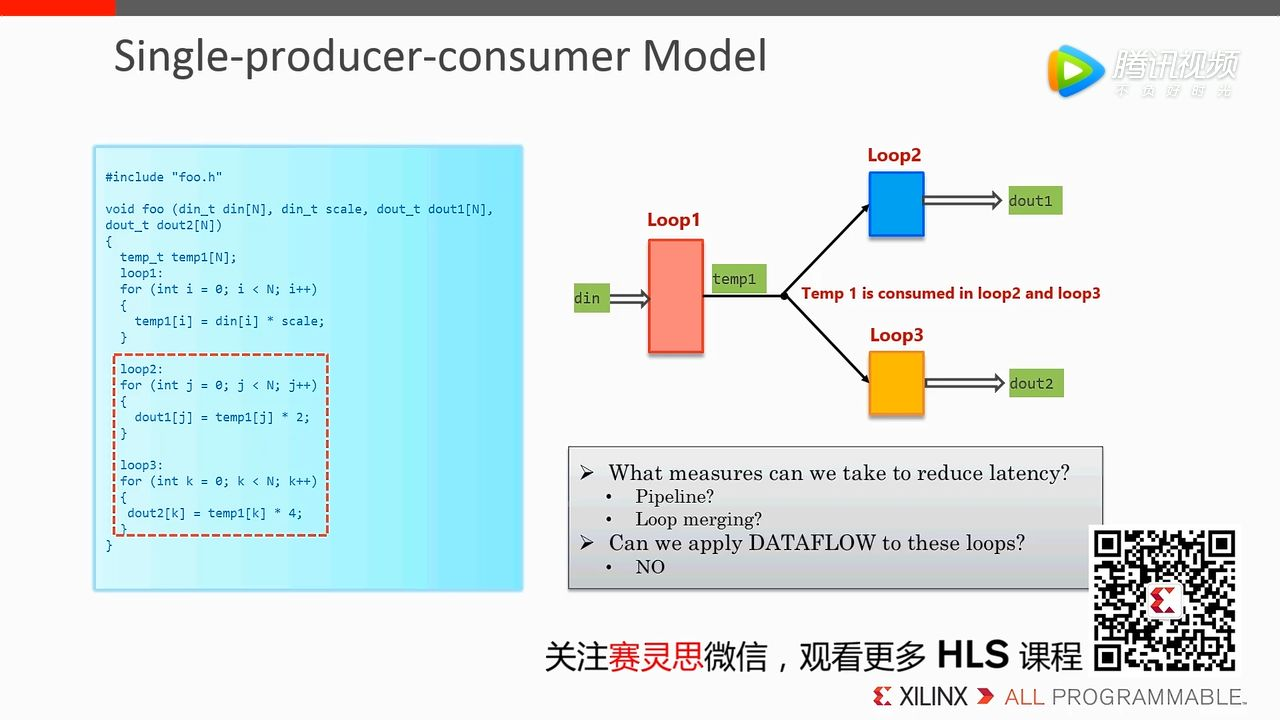 Single-producer-consumer Model
腾讯视频
不负好时光
#include "foo.h"
void foo (din_t din[N], din_t scale, dout_t dout1[N],
dout_t dout2[N])
{
temp_t temp1[N];
loop1:
for (int i = 0; i < N; i++)
{
temp1[i] = din[i] * scale;
}
loop2:
for (int j = 0; j < N; j++)
{
dout1[j] = temp1[j] * 2;
}
loop3:
for (int k = 0; k < N; k++)
{
dout2[k] = temp1[k] * 4;
}
}
Loop2
dout1
Loop1
temp1
din
Temp 1 is consumed in loop2 and loop3
Loop3
dout2
➢ What measures can we take to reduce latency?
• Pipeline?
• Loop merging?
➢ Can we apply DATAFLOW to these loops?
• NO
关注赛灵思微信，观看更多 HLS 课程
XILINX ALL PROGRAMMABLE™